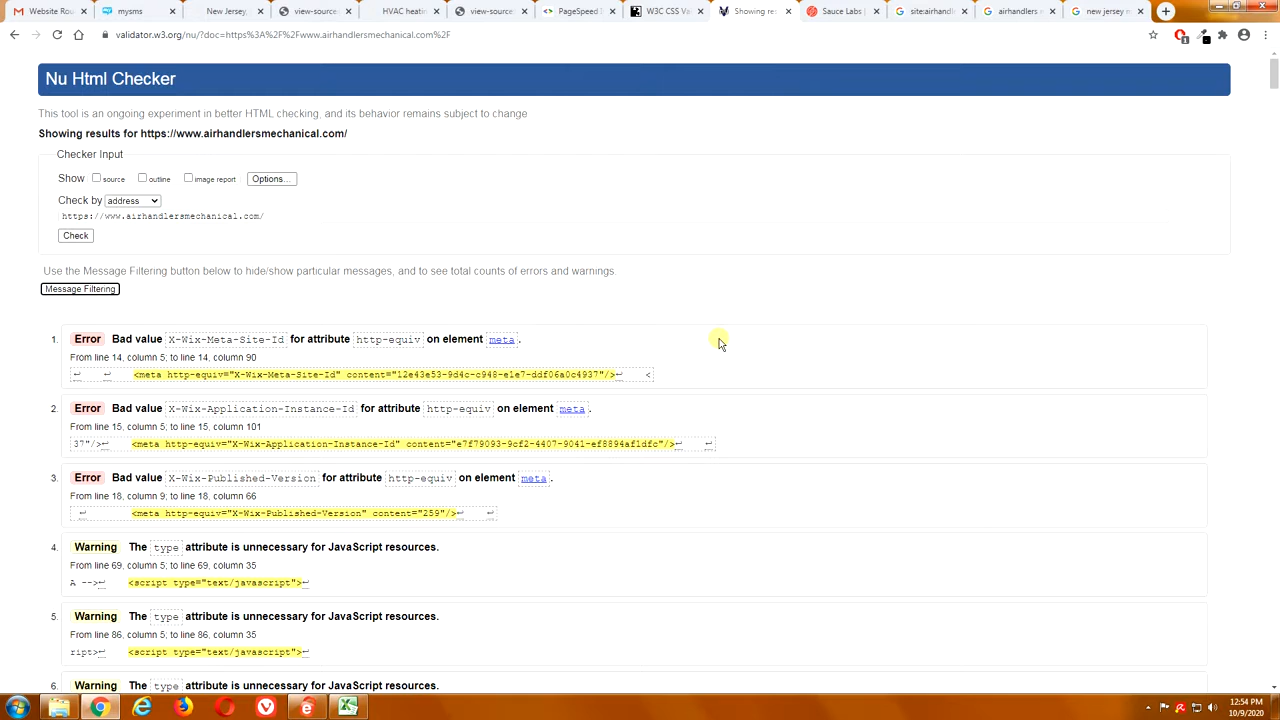 Website Rou
mysms
New Jersey,
view-source:
HVAC heatin
view-source:
PageSpeed I
W3C CSS Val
Showing res
Sauce Labs |
site:airhandl
airhandlers m
new jersey m
validator.w3.org/nu/?doc=https%3A%2F%2Fwww.airhandlersmechanical.com%2F
Nu Html Checker
This tool is an ongoing experiment in better HTML checking, and its behavior remains subject to change
Showing results for https://www.airhandlersmechanical.com/
Checker Input
Show source outline image report Options...
Check by address
https://www.airhandlersmechanical.com/
Check
Use the Message Filtering button below to hide/show particular messages, and to see total counts of errors and warnings.
Message Filtering
1. Error Bad value X-Wix-Meta-Site-Id for attribute http-equiv on element meta.
From line 14, column 5; to line 14, column 90
↩ ↩ <meta http-equiv="X-Wix-Meta-Site-Id" content="12e43e53-9d4c-c948-e1e7-ddf06a0c4937"/>↩ <
2. Error Bad value X-Wix-Application-Instance-Id for attribute http-equiv on element meta.
From line 15, column 5; to line 15, column 101
37"/>↩ <meta http-equiv="X-Wix-Application-Instance-Id" content="e7f79093-9cf2-4407-9041-ef8894af1dfc"/>↩ ↩
3. Error Bad value X-Wix-Published-Version for attribute http-equiv on element meta.
From line 18, column 9; to line 18, column 66
↩ <meta http-equiv="X-Wix-Published-Version" content="259"/>↩ ↩
4. Warning The type attribute is unnecessary for JavaScript resources.
From line 69, column 5; to line 69, column 35
A -->↩ <script type="text/javascript">↩
5. Warning The type attribute is unnecessary for JavaScript resources.
From line 86, column 5; to line 86, column 35
ript>↩ <script type="text/javascript">↩
6. Warning The type attribute is unnecessary for JavaScript resources.
12:54 PM
10/9/2020